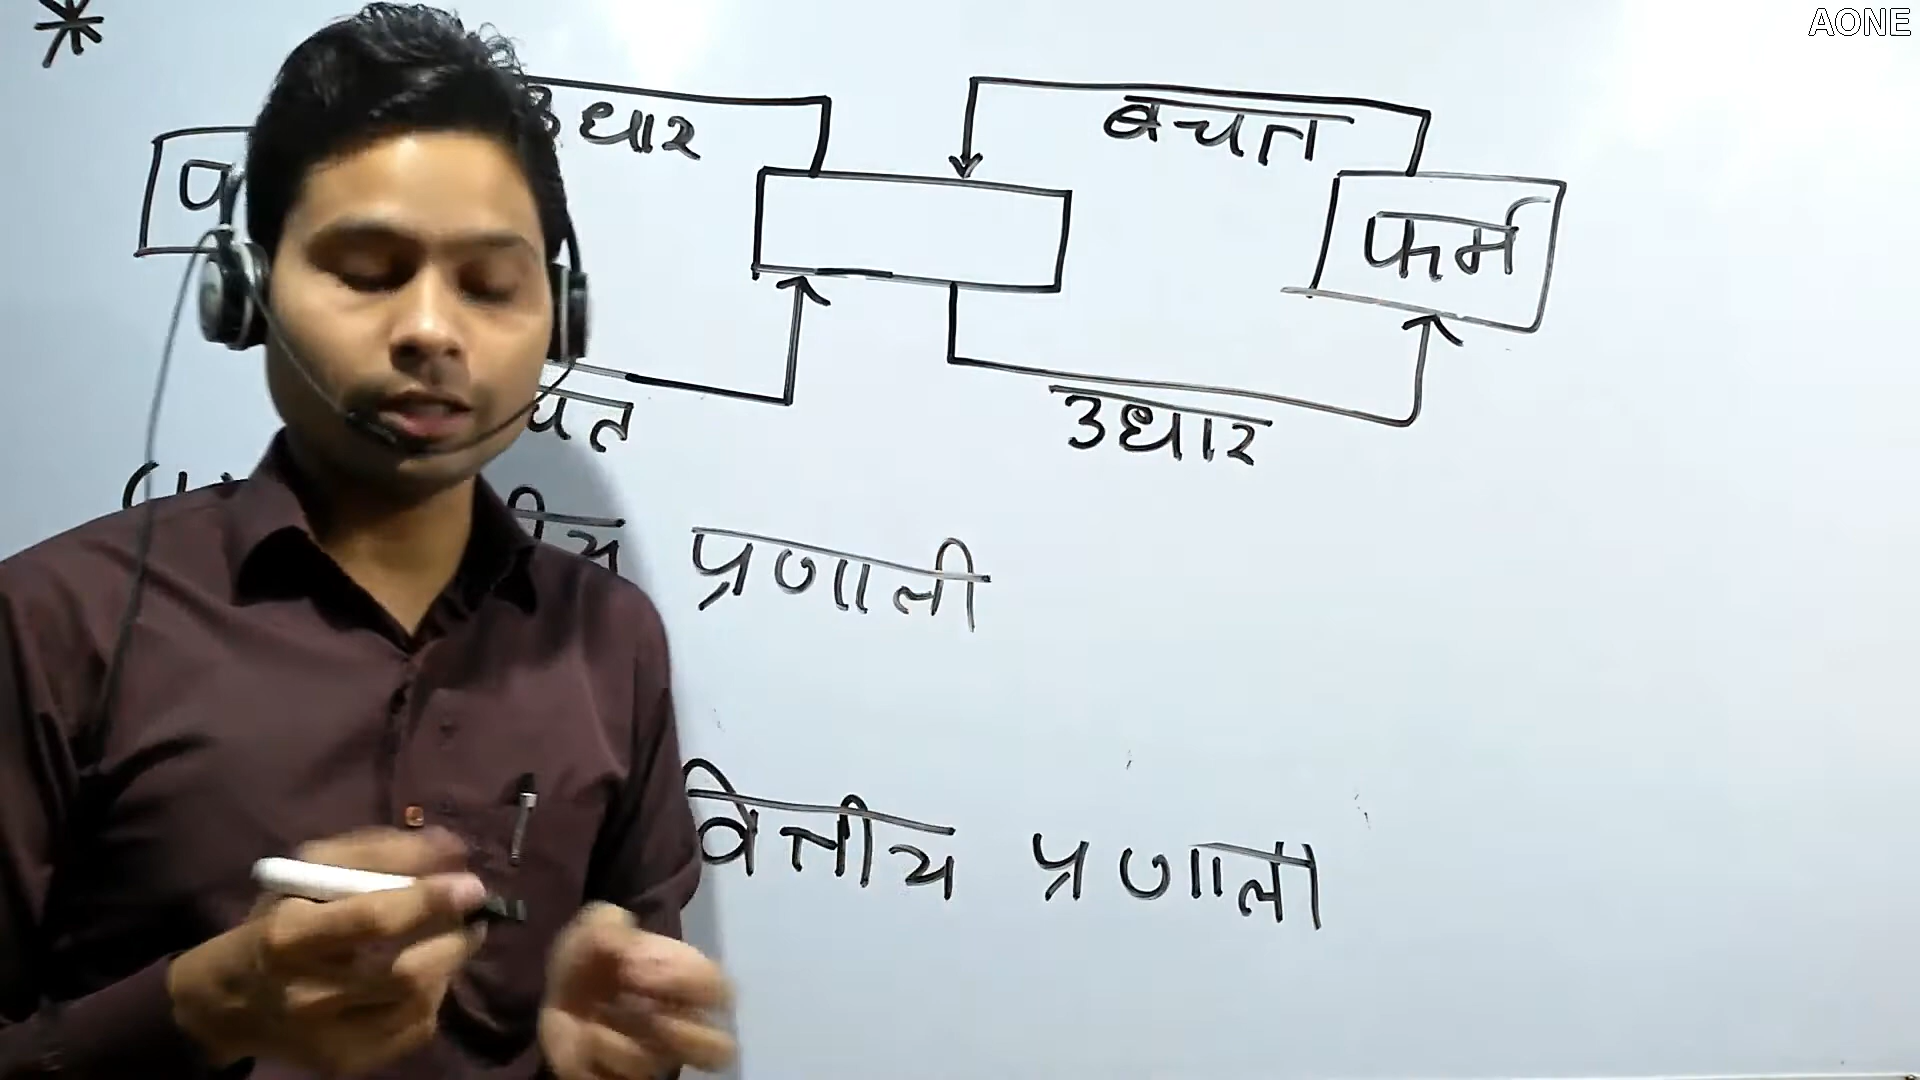 AONE
उधार बचत
फर्म
उधार
प्रणाली
वित्तीय प्रणाली